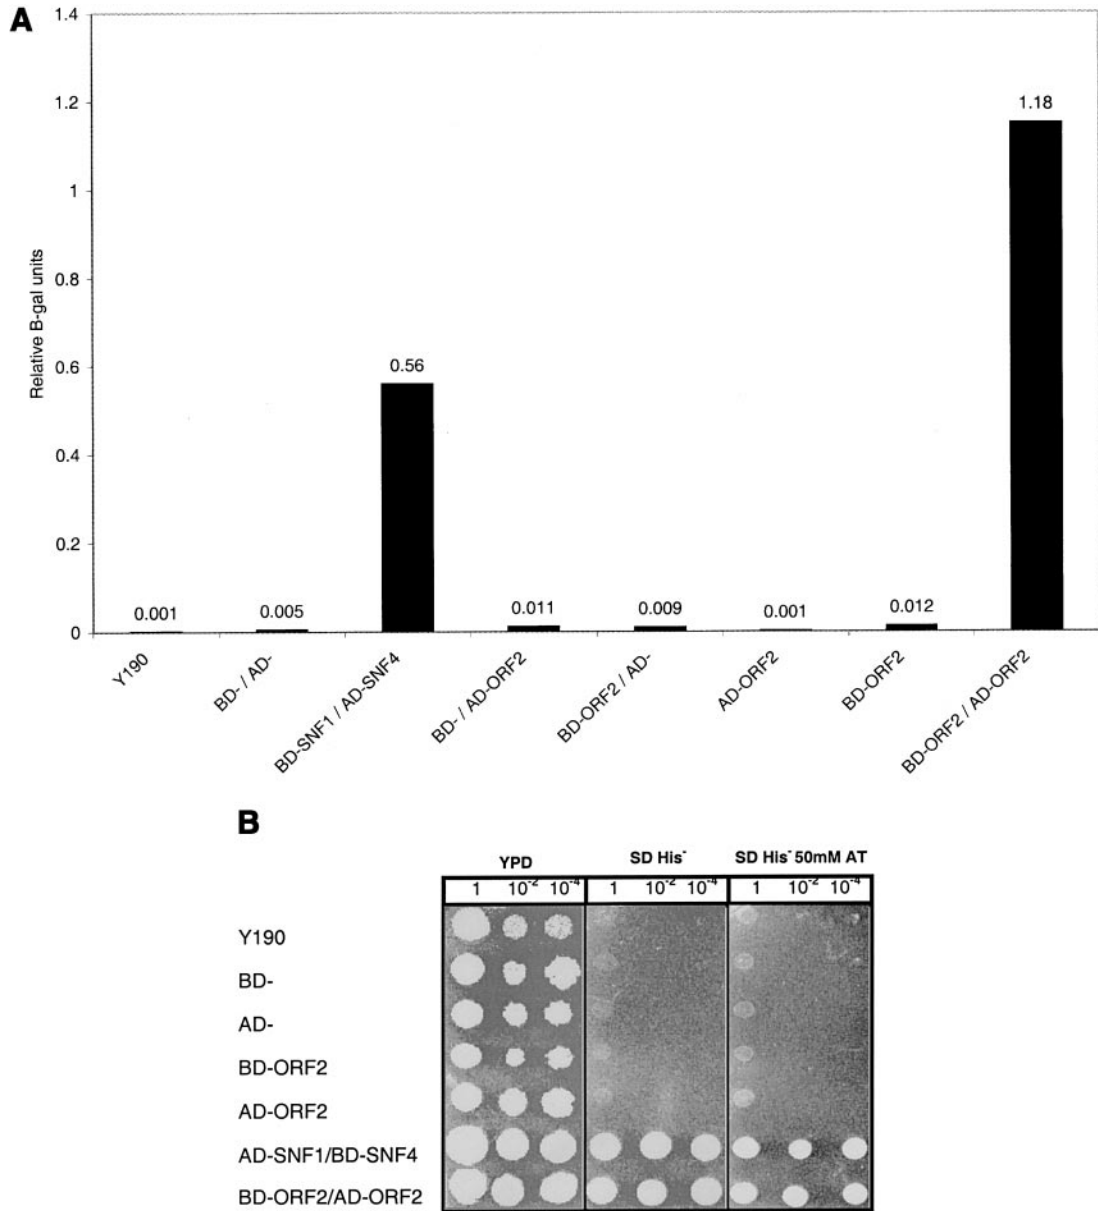 A
1.4
1.2
1
0.8
0.6
0.4
0.2
0
Relative B-gal units
0.001
0.005
0.56
0.011
0.009
0.001
0.012
1.18
Y190
BD- / AD-
BD-SNF1 / AD-SNF4
BD- / AD-ORF2
BD-ORF2 / AD-
AD-ORF2
BD-ORF2
BD-ORF2 / AD-ORF2
B
YPD SD His⁻ SD His⁻ 50mM AT
1 10⁻² 10⁻⁴ 1 10⁻² 10⁻⁴ 1 10⁻² 10⁻⁴
Y190
BD-
AD-
BD-ORF2
AD-ORF2
AD-SNF1/BD-SNF4
BD-ORF2/AD-ORF2